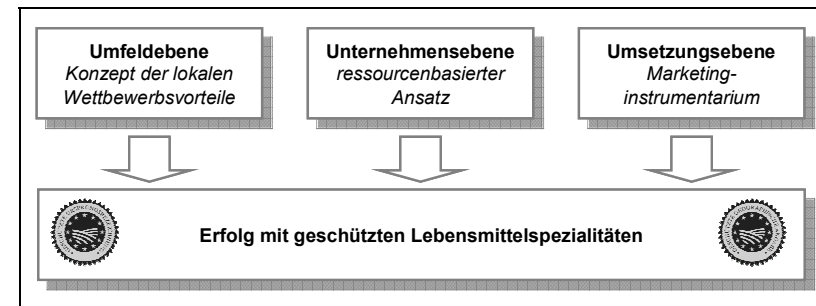 Umfeldebene
Konzept der lokalen
Wettbewerbsvorteile
Unternehmensebene
ressourcenbasierter
Ansatz
Umsetzungsebene
Marketing-
instrumentarium
Erfolg mit geschützten Lebensmittelspezialitäten